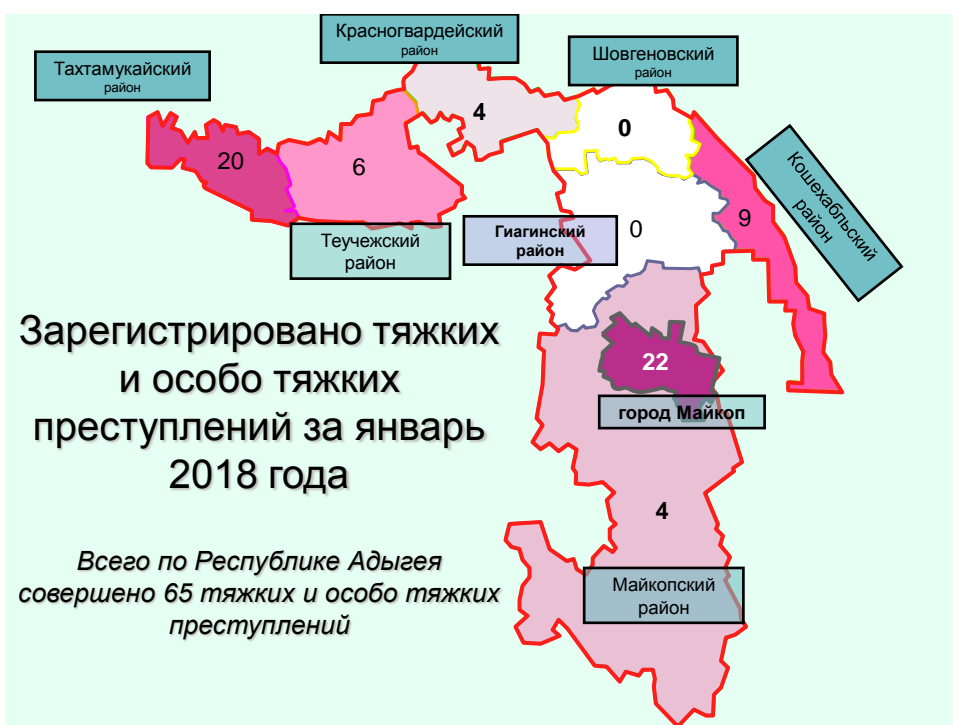 Красногвардейский
район
Шовгеновский
район
Тахтамукайский
район
4
0
20
6
Кошехабльский
район
9
Теучежский
район
Гиагинский
район
0
Зарегистрировано тяжких
и особо тяжких
преступлений за январь
2018 года
22
город Майкоп
4
Всего по Республике Адыгея
совершено 65 тяжких и особо тяжких
преступлений
Майкопский
район